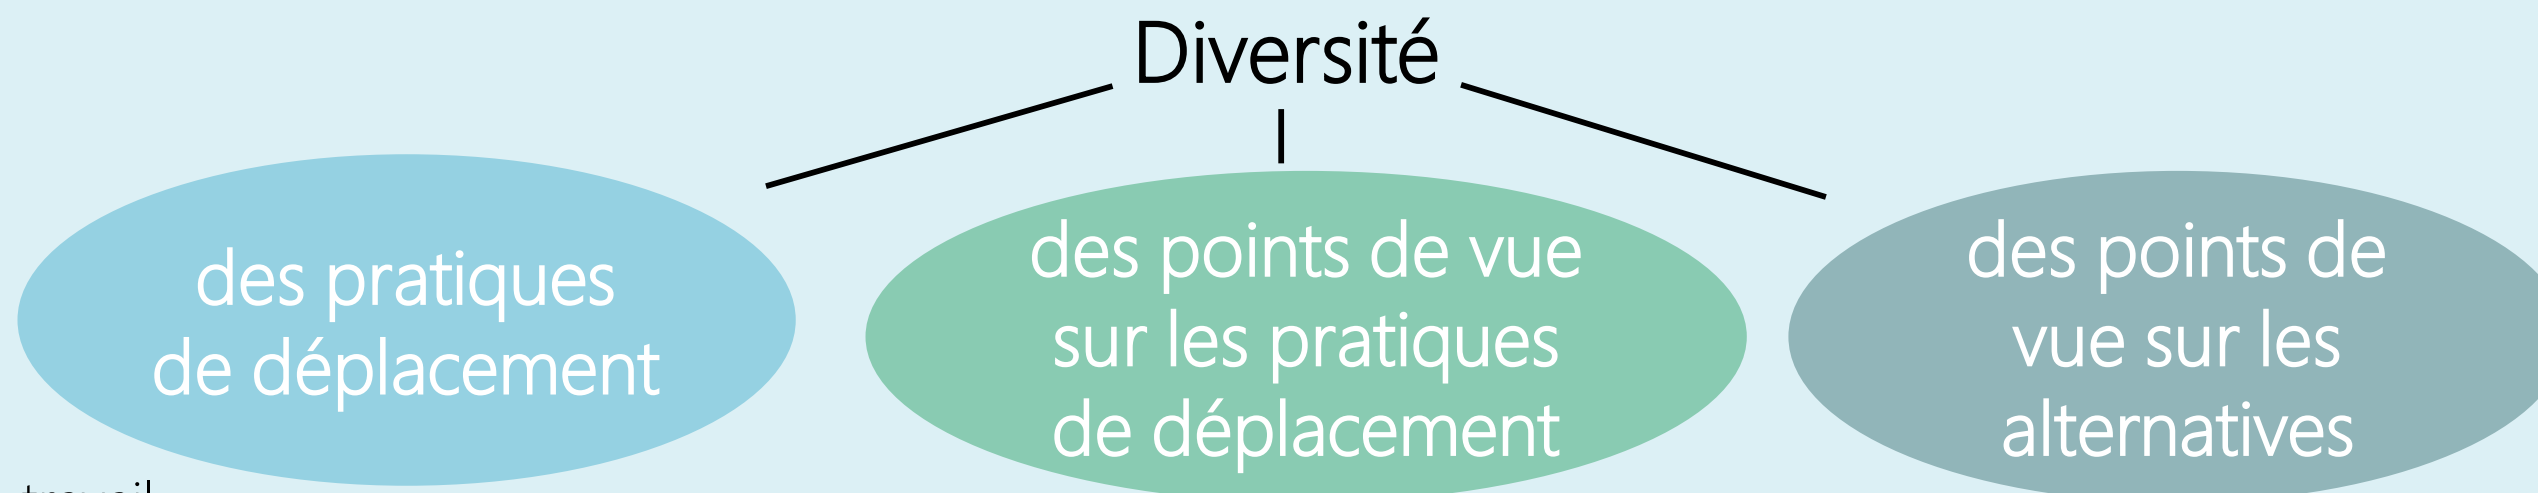 Diversité
des pratiques
de déplacement
des points de vue
sur les pratiques
de déplacement
des points de
vue sur les
alternatives
travail